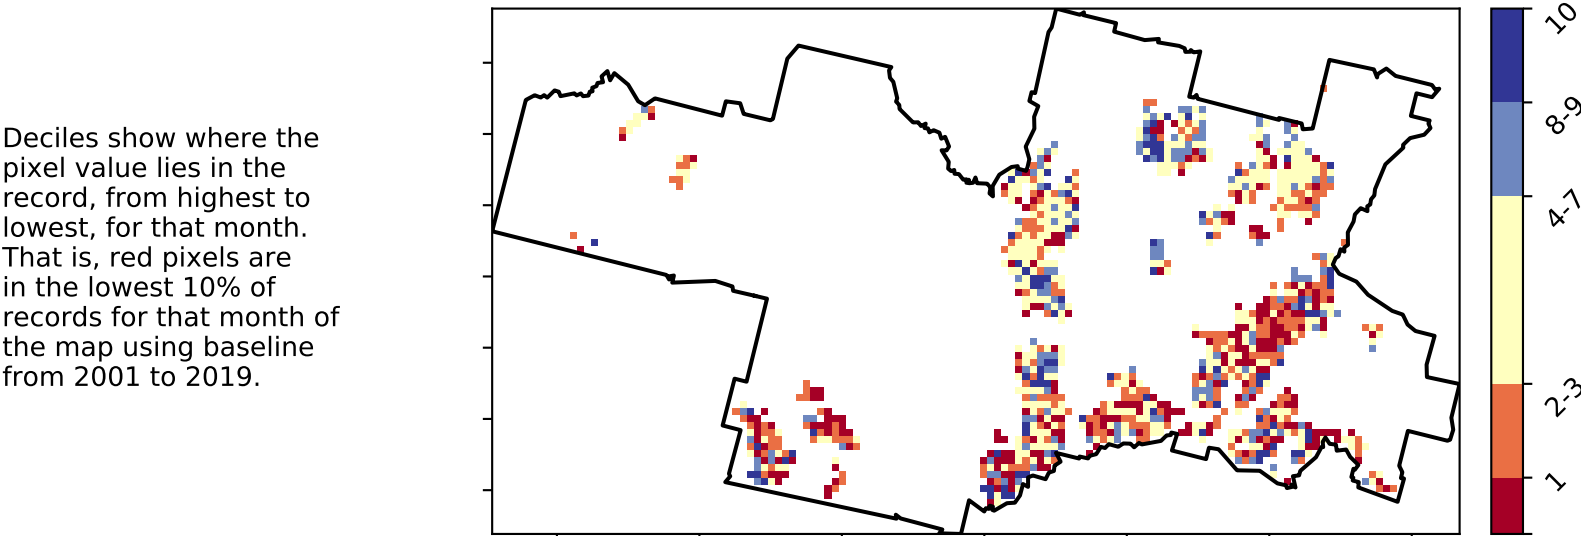 Deciles show where the
pixel value lies in the
record, from highest to
lowest, for that month.
That is, red pixels are
in the lowest 10% of
records for that month of
the map using baseline
from 2001 to 2019.
10
8-9
4-7
2-3
1